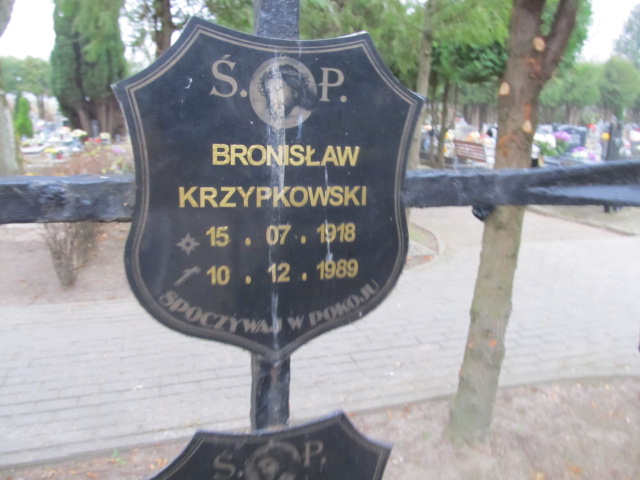 Ś. P.
BRONISŁAW
KRZYPKOWSKI
15 . 07 . 1918
10 . 12 . 1989
SPOCZYWAJ W POKOJU
Ś. P.